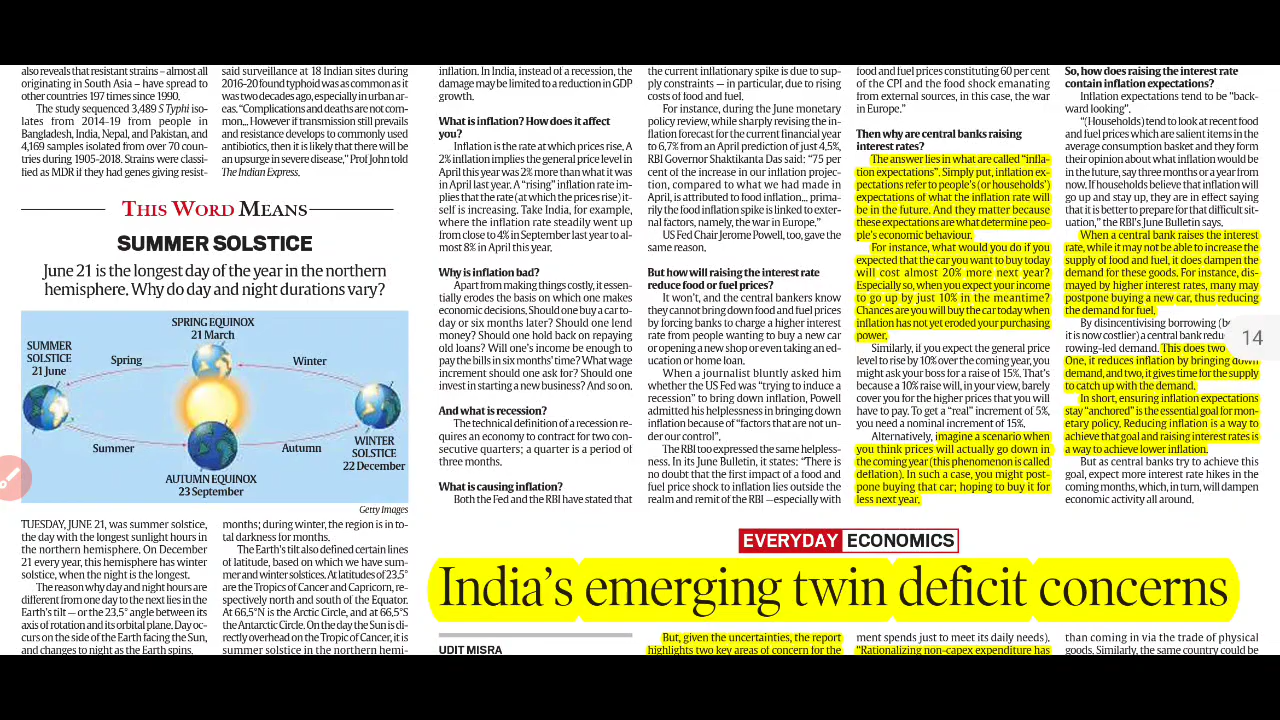 also reveals that resistant strains – almost all
originating in South Asia – have spread to
other countries 197 times since 1990.
The study sequenced 3,489 S Typhi iso-
lates from 2014-19 from people in
Bangladesh, India, Nepal, and Pakistan, and
4,169 samples isolated from over 70 coun-
tries during 1905-2018. Strains were classi-
fied as MDR if they had genes giving resist-
said surveillance at 18 Indian sites during
2016-20 found typhoid was as common as it
was two decades ago, especially in urban ar-
eas. “Complications and deaths are not com-
mon... However if transmission still prevails
and resistance develops to commonly used
antibiotics, then it is likely that there will be
an upsurge in severe disease,” Prof John told
The Indian Express.
THIS WORD MEANS
SUMMER SOLSTICE
June 21 is the longest day of the year in the northern
hemisphere. Why do day and night durations vary?
SPRING EQUINOX
21 March
SUMMER
SOLSTICE
21 June
Spring
Winter
Summer
Autumn
WINTER
SOLSTICE
22 December
AUTUMN EQUINOX
23 September
Getty Images
TUESDAY, JUNE 21, was summer solstice,
the day with the longest sunlight hours in
the northern hemisphere. On December
21 every year, this hemisphere has winter
solstice, when the night is the longest.
The reason why day and night hours are
different from one day to the next lies in the
Earth's tilt — or the 23.5° angle between its
axis of rotation and its orbital plane. Day oc-
curs on the side of the Earth facing the Sun,
and changes to night as the Earth spins.
months; during winter, the region is in to-
tal darkness for months.
The Earth's tilt also defined certain lines
of latitude, based on which we have sum-
mer and winter solstices. At latitudes of 23.5°
are the Tropics of Cancer and Capricorn, re-
spectively north and south of the Equator.
At 66.5°N is the Arctic Circle, and at 66.5°S
the Antarctic Circle. On the day the Sun is di-
rectly overhead on the Tropic of Cancer, it is
summer solstice in the northern hemi-
inflation. In India, instead of a recession, the
damage may be limited to a reduction in GDP
growth.
What is inflation? How does it affect
you?
Inflation is the rate at which prices rise. A
2% inflation implies the general price level in
April this year was 2% more than what it was
in April last year. A “rising” inflation rate im-
plies that the rate (at which the prices rise) it-
self is increasing. Take India, for example,
where the inflation rate steadily went up
from close to 4% in September last year to al-
most 8% in April this year.
Why is inflation bad?
Apart from making things costly, it essen-
tially erodes the basis on which one makes
economic decisions. Should one buy a car to-
day or six months later? Should one lend
money? Should one hold back on repaying
old loans? Will one's income be enough to
pay the bills in six months' time? What wage
increment should one ask for? Should one
invest in starting a new business? And so on.
And what is recession?
The technical definition of a recession re-
quires an economy to contract for two con-
secutive quarters; a quarter is a period of
three months.
What is causing inflation?
Both the Fed and the RBI have stated that
the current inflationary spike is due to sup-
ply constraints — in particular, due to rising
costs of food and fuel.
For instance, during the June monetary
policy review, while sharply revising the in-
flation forecast for the current financial year
to 6.7% from an April prediction of just 4.5%,
RBI Governor Shaktikanta Das said: “75 per
cent of the increase in our inflation projec-
tion, compared to what we had made in
April, is attributed to food inflation... prima-
rily the food inflation spike is linked to exter-
nal factors, namely, the war in Europe.”
US Fed Chair Jerome Powell, too, gave the
same reason.
But how will raising the interest rate
reduce food or fuel prices?
It won't, and the central bankers know
they cannot bring down food and fuel prices
by forcing banks to charge a higher interest
rate from people wanting to buy a new car
or opening a new shop or even taking an ed-
ucation or home loan.
When a journalist bluntly asked him
whether the US Fed was “trying to induce a
recession” to bring down inflation, Powell
admitted his helplessness in bringing down
inflation because of “factors that are not un-
der our control”.
The RBI too expressed the same helpless-
ness. In its June Bulletin, it states: “There is
no doubt that the first impact of a food and
fuel price shock to inflation lies outside the
realm and remit of the RBI —especially with
food and fuel prices constituting 60 per cent
of the CPI and the food shock emanating
from external sources, in this case, the war
in Europe.”
Then why are central banks raising
interest rates?
The answer lies in what are called “infla-
tion expectations”. Simply put, inflation ex-
pectations refer to people's (or households')
expectations of what the inflation rate will
be in the future. And they matter because
these expectations are what determine peo-
ple's economic behaviour.
For instance, what would you do if you
expected that the car you want to buy today
will cost almost 20% more next year?
Especially so, when you expect your income
to go up by just 10% in the meantime?
Chances are you will buy the car today when
inflation has not yet eroded your purchasing
power.
Similarly, if you expect the general price
level to rise by 10% over the coming year, you
might ask your boss for a raise of 15%. That's
because a 10% raise will, in your view, barely
cover you for the higher prices that you will
have to pay. To get a “real” increment of 5%,
you need a nominal increment of 15%.
Alternatively, imagine a scenario when
you think prices will actually go down in
the coming year (this phenomenon is called
deflation). In such a case, you might post-
pone buying that car; hoping to buy it for
less next year.
So, how does raising the interest rate
contain inflation expectations?
Inflation expectations tend to be “back-
ward looking”.
“(Households) tend to look at recent food
and fuel prices which are salient items in the
average consumption basket and they form
their opinion about what inflation would be
in the future, say three months or a year from
now. If households believe that inflation will
go up and stay up, they are in effect saying
that it is better to prepare for that difficult sit-
uation,” the RBI's June Bulletin says.
When a central bank raises the interest
rate, while it may not be able to increase the
supply of food and fuel, it does dampen the
demand for these goods. For instance, dis-
mayed by higher interest rates, many may
postpone buying a new car, thus reducing
the demand for fuel.
By disincentivising borrowing
it is now costlier) a central bank
rowing-led demand. This does two
One, it reduces inflation by bringing down
demand, and two, it gives time for the supply
to catch up with the demand.
In short, ensuring inflation expectations
stay “anchored” is the essential goal for mon-
etary policy. Reducing inflation is a way to
achieve that goal and raising interest rates is
a way to achieve lower inflation.
But as central banks try to achieve this
goal, expect more interest rate hikes in the
coming months, which, in turn, will dampen
economic activity all around.
14
EVERYDAY ECONOMICS
India's emerging twin deficit concerns
UDIT MISRA
But, given the uncertainties, the report
highlights two key areas of concern for the
ment spends just to meet its daily needs).
“Rationalizing non-capex expenditure has
than coming in via the trade of physical
goods. Similarly, the same country could be